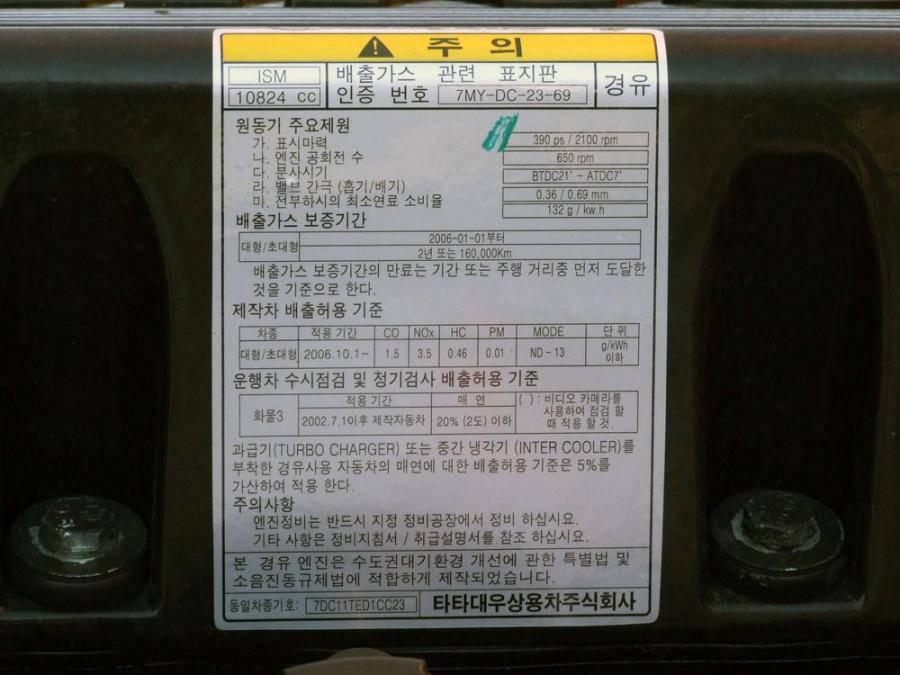 주 의
ISM
10824 cc
배출가스 관련 표지판
인증 번호 7MY-DC-23-69
경유
원동기 주요제원
가. 표시마력 390 ps / 2100 rpm
나. 엔진 공회전 수 650 rpm
다. 분사시기 BTDC21˚ ~ ATDC7˚
라. 밸브 간극 (흡기/배기) 0.36 / 0.69 mm
마. 전부하시의 최소연료 소비율 132 g / kw.h
배출가스 보증기간
대형/초대형 2006-01-01부터
2년 또는 160,000Km
배출가스 보증기간의 만료는 기간 또는 주행 거리중 먼저 도달한
것을 기준으로 한다.
제작차 배출허용 기준
차종 적용 기간 CO NOx HC PM MODE 단 위
대형/초대형 2006.10.1~ 1.5 3.5 0.46 0.01 ND - 13 g/kWh 이하
운행차 수시점검 및 정기검사 배출허용 기준
화물3 적용 기간 매 연
2002.7.1이후 제작자동차 20% (2도) 이하
( ) : 비디오 카메라를
사용하여 점검 할
때 적용 할 것.
과급기(TURBO CHARGER) 또는 중간 냉각기 (INTER COOLER)를
부착한 경유사용 자동차의 매연에 대한 배출허용 기준은 5%를
가산하여 적용 한다.
주의사항
엔진정비는 반드시 지정 정비공장에서 정비 하십시요.
기타 사항은 정비지침서 / 취급설명서를 참조 하십시요.
본 경유 엔진은 수도권대기환경 개선에 관한 특별법 및
소음진동규제법에 적합하게 제작되었습니다.
동일차종기호: 7DC11TED1CC23 타타대우상용차주식회사